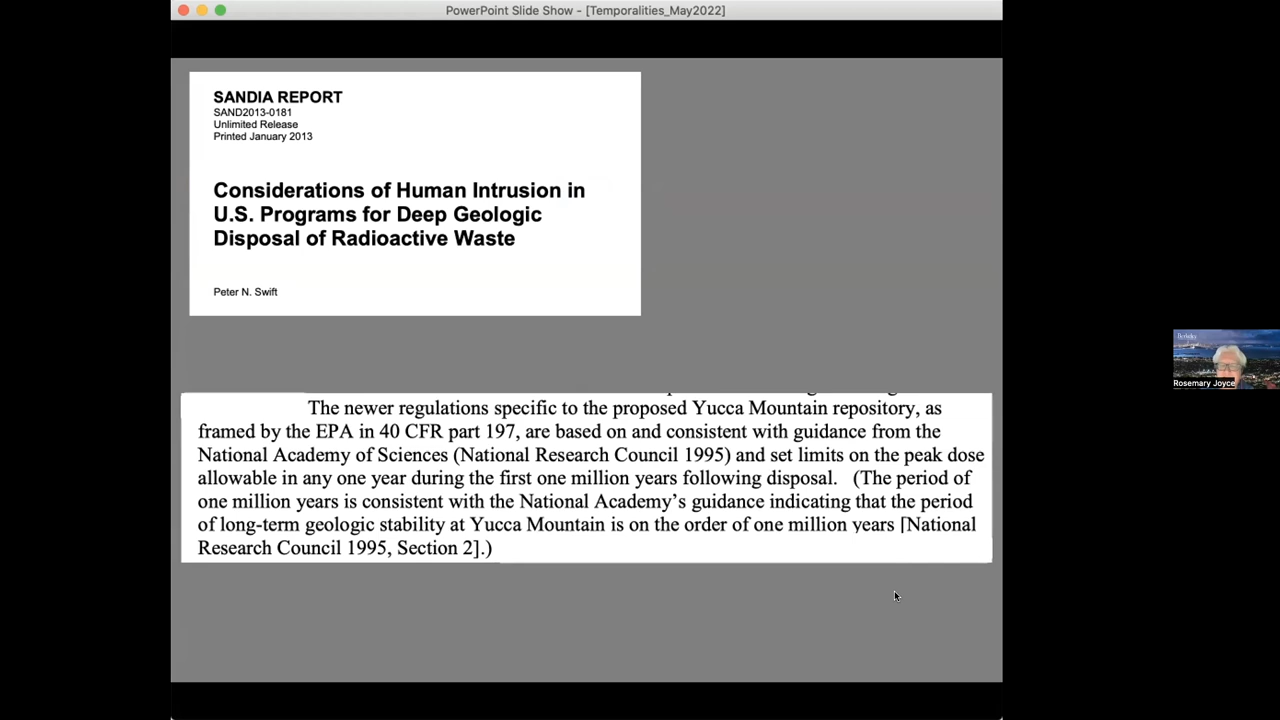 PowerPoint Slide Show - [Temporalities_May2022]
SANDIA REPORT
SAND2013-0181
Unlimited Release
Printed January 2013
Considerations of Human Intrusion in
U.S. Programs for Deep Geologic
Disposal of Radioactive Waste
Peter N. Swift
The newer regulations specific to the proposed Yucca Mountain repository, as
framed by the EPA in 40 CFR part 197, are based on and consistent with guidance from the
National Academy of Sciences (National Research Council 1995) and set limits on the peak dose
allowable in any one year during the first one million years following disposal.   (The period of
one million years is consistent with the National Academy’s guidance indicating that the period
of long-term geologic stability at Yucca Mountain is on the order of one million years [National
Research Council 1995, Section 2].)
Berkeley
Rosemary Joyce